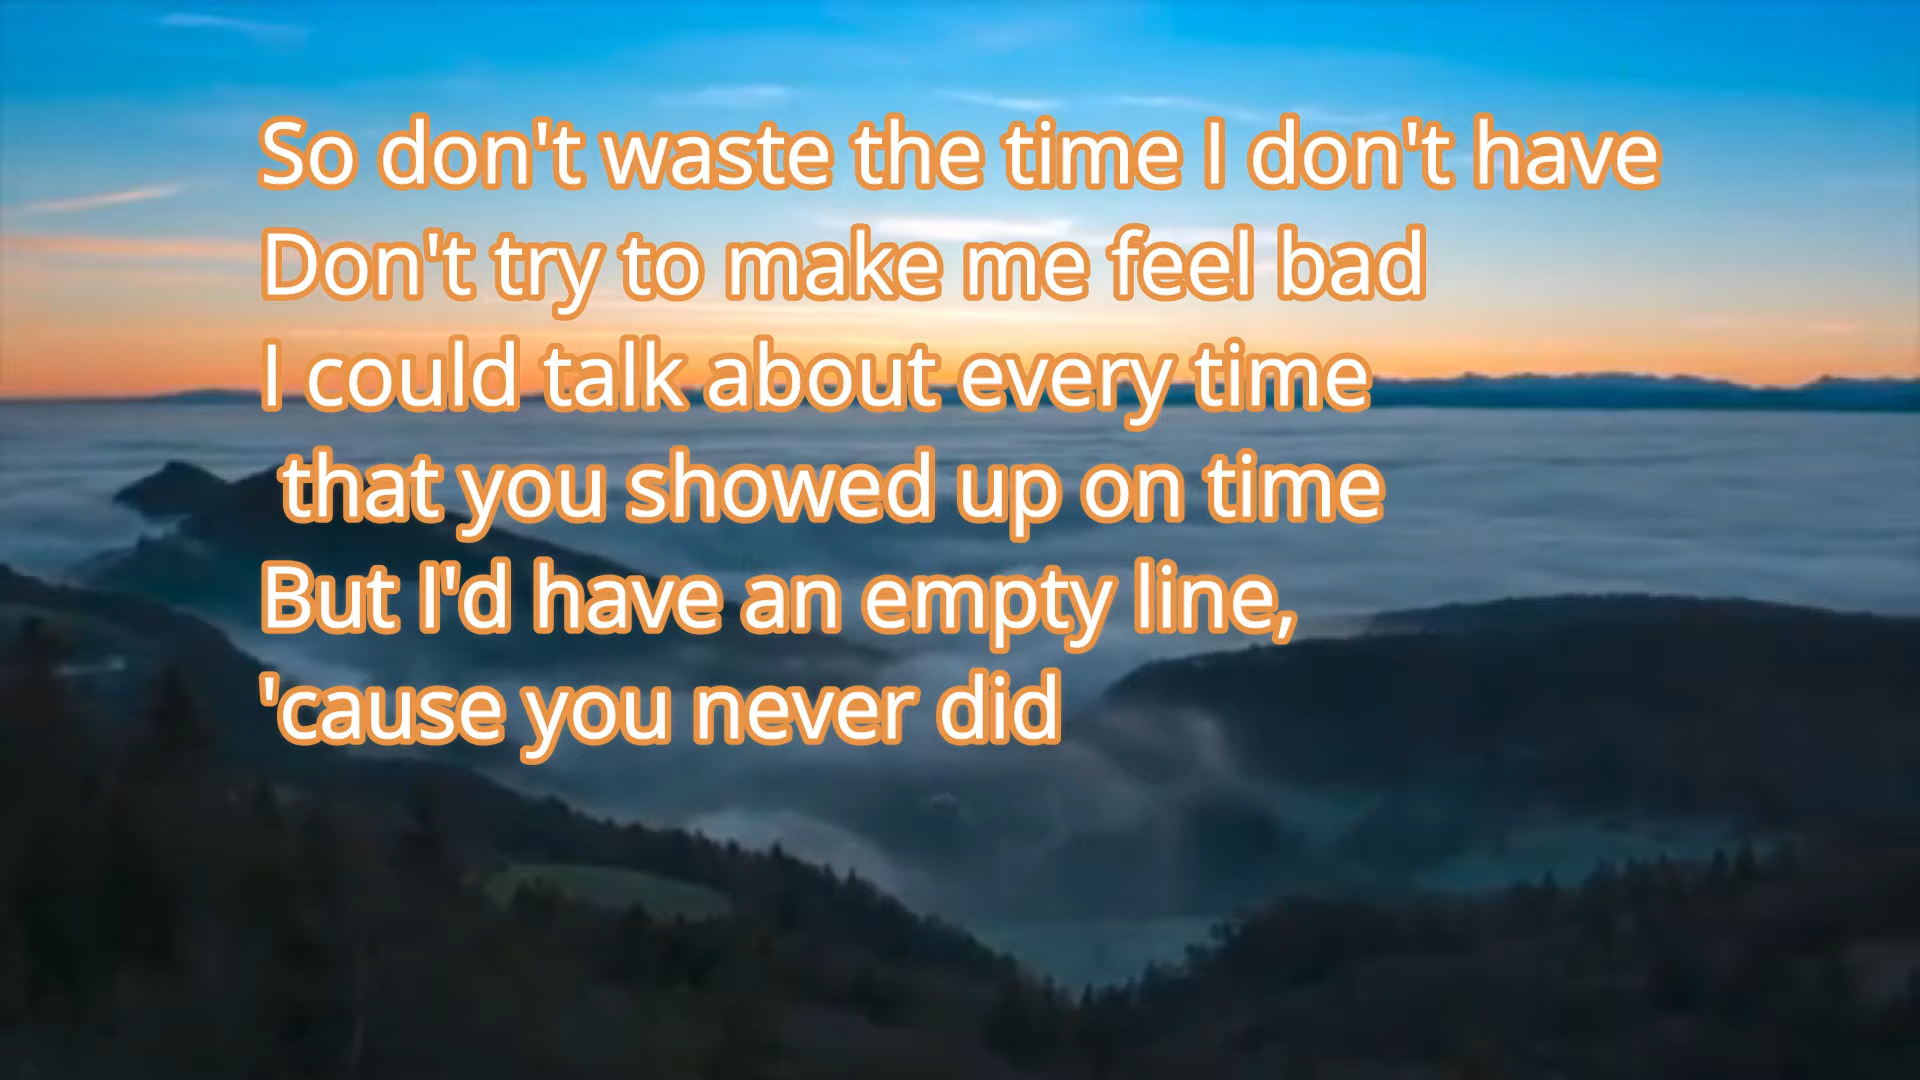 So don't waste the time I don't have
Don't try to make me feel bad
I could talk about every time
that you showed up on time
But I'd have an empty line,
'cause you never did